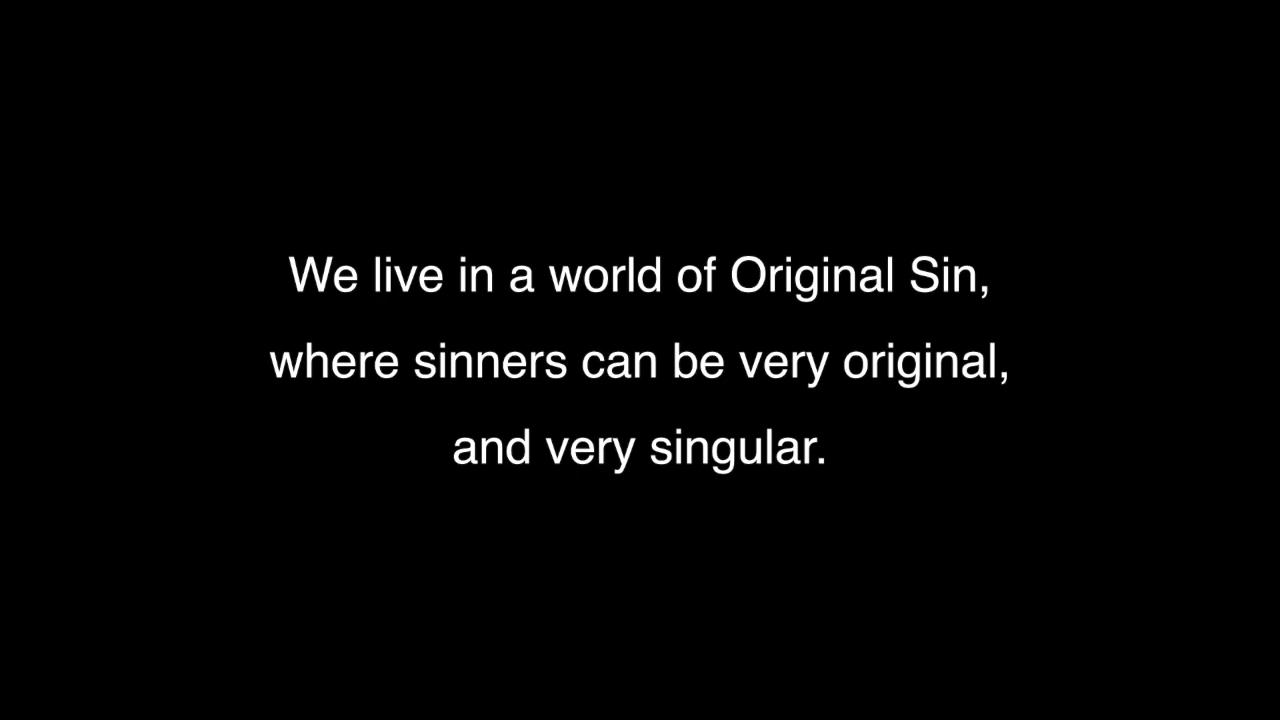 We live in a world of Original Sin,
where sinners can be very original,
and very singular.